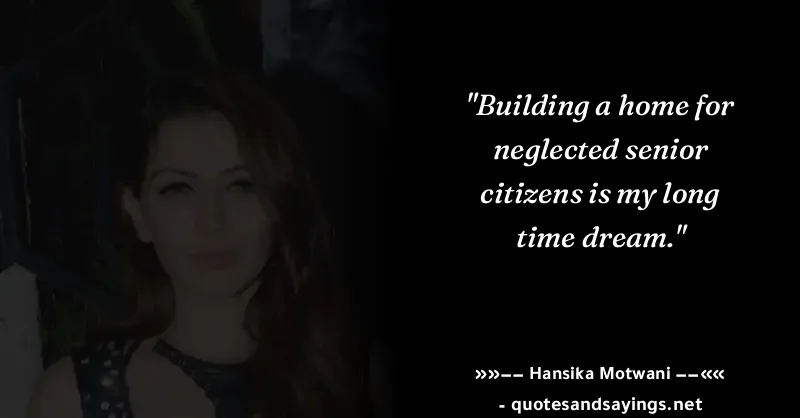 "Building a home for
neglected senior
citizens is my long
time dream."
»»–– Hansika Motwani ––««
- quotesandsayings.net